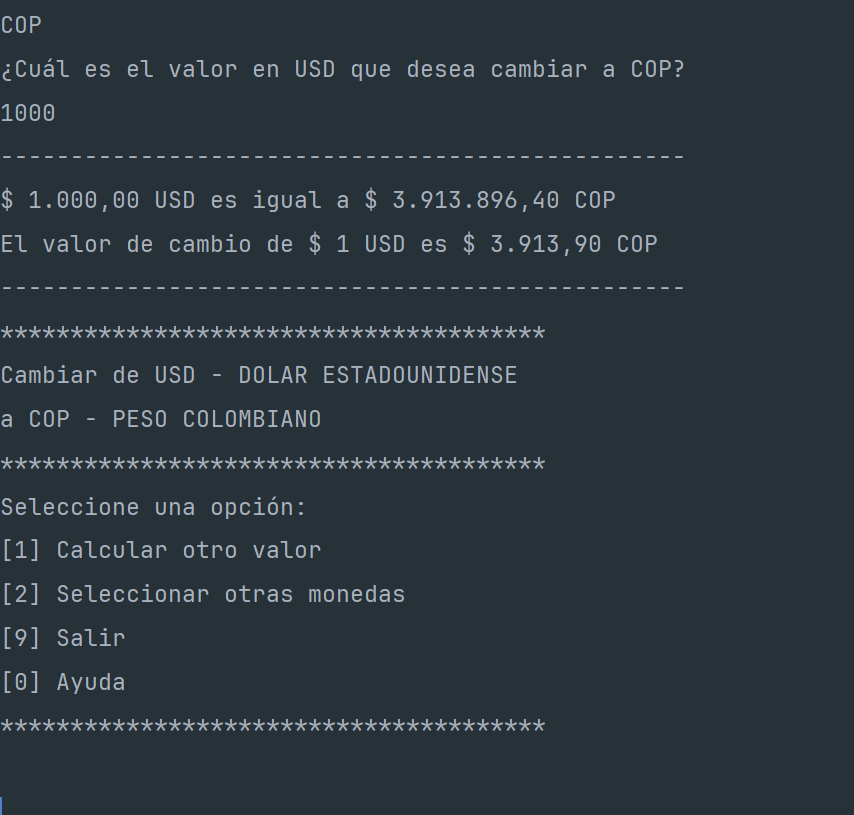 COP
¿Cuál es el valor en USD que desea cambiar a COP?
1000
-------------------------------------------------
$ 1.000,00 USD es igual a $ 3.913.896,40 COP
El valor de cambio de $ 1 USD es $ 3.913,90 COP
-------------------------------------------------
***************************************
Cambiar de USD - DOLAR ESTADOUNIDENSE
a COP - PESO COLOMBIANO
***************************************
Seleccione una opción:
[1] Calcular otro valor
[2] Seleccionar otras monedas
[9] Salir
[0] Ayuda
***************************************